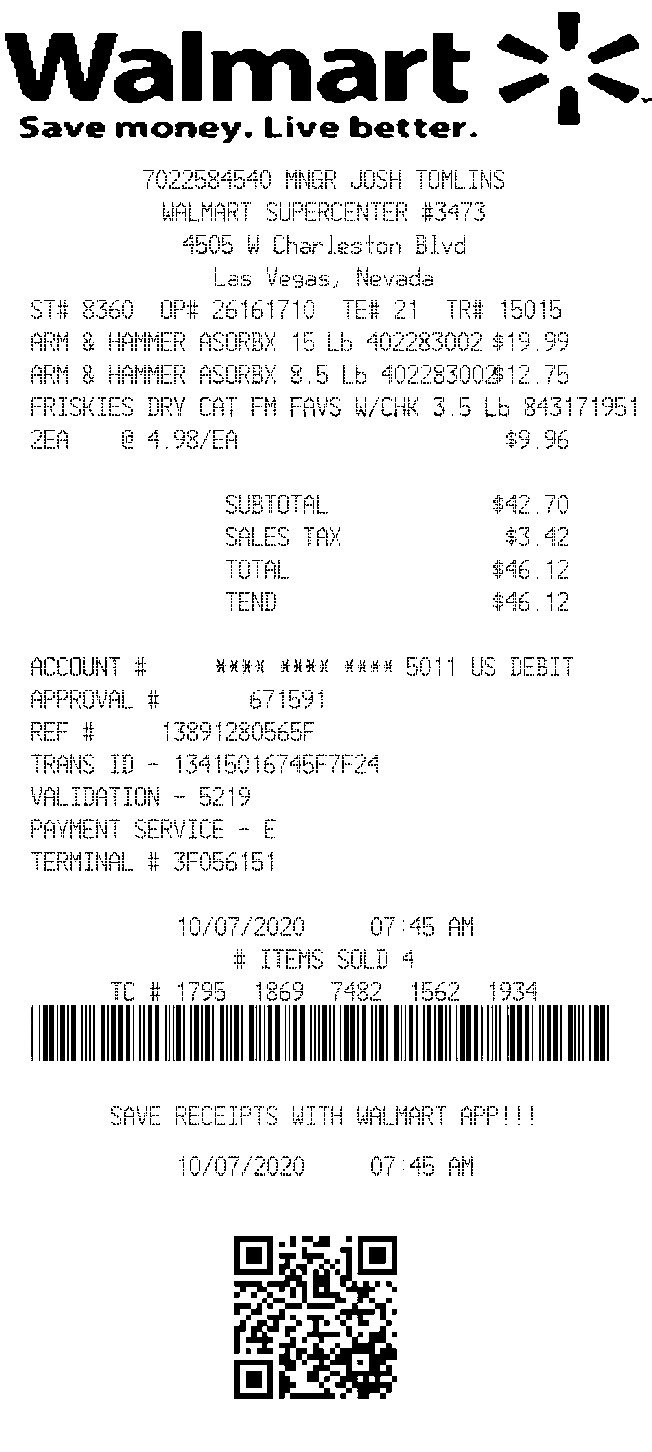 Walmart
Save money. Live better.
7022584540 MNGR JOSH TOMLINS
WALMART SUPERCENTER #3473
4505 W Charleston Blvd
Las Vegas, Nevada
ST# 8360 OP# 26161710 TE# 21 TR# 15015
ARM & HAMMER ASORBX 15 Lb 402283002 $19.99
ARM & HAMMER ASORBX 8.5 Lb 402283002 $12.75
FRISKIES DRY CAT FM FAVS W/CHK 3.5 Lb 843171951
2EA @ 4.98/EA $9.96
SUBTOTAL $42.70
SALES TAX $3.42
TOTAL $46.12
TEND $46.12
ACCOUNT # **** **** **** 5011 US DEBIT
APPROVAL # 671591
REF # 13891280565F
TRANS ID - 13415016745F7F24
VALIDATION - 5219
PAYMENT SERVICE - E
TERMINAL # 3F056151
10/07/2020 07:45 AM
# ITEMS SOLD 4
TC # 1795 1869 7482 1562 1934
SAVE RECEIPTS WITH WALMART APP!!!
10/07/2020 07:45 AM